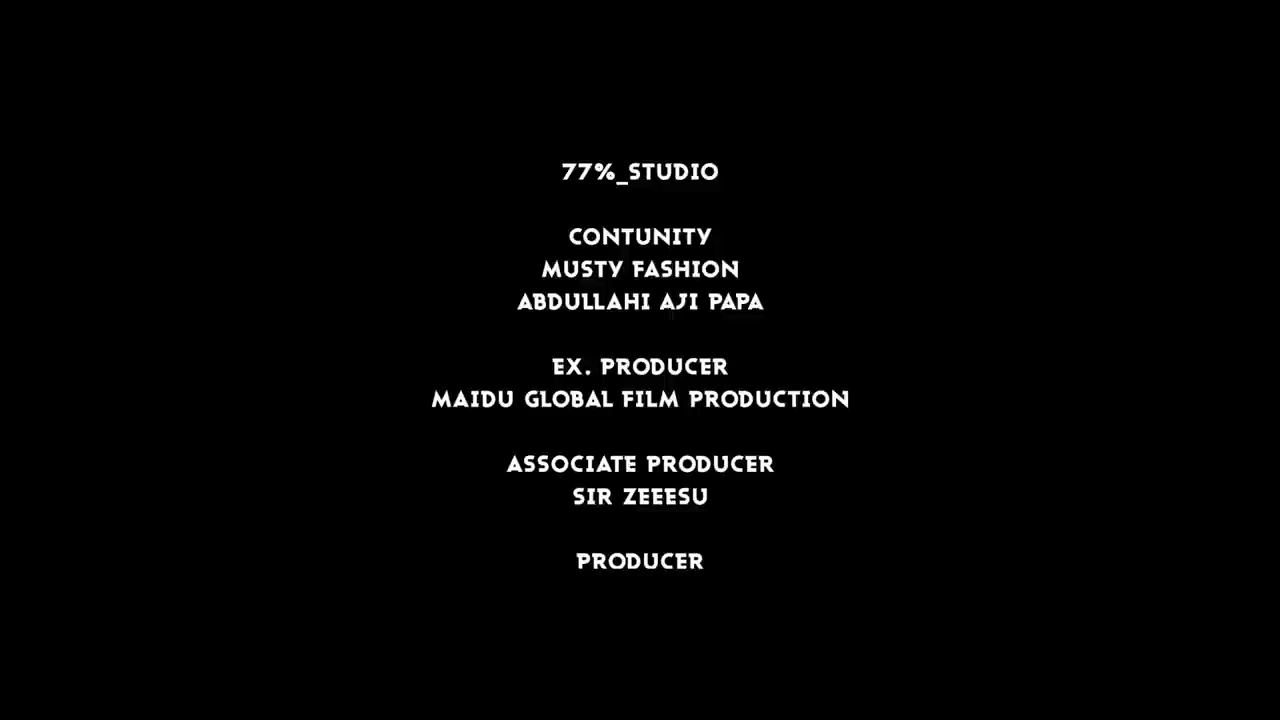 77%_STUDIO
CONTUNITY
MUSTY FASHION
ABDULLAHI AJI PAPA
EX. PRODUCER
MAIDU GLOBAL FILM PRODUCTION
ASSOCIATE PRODUCER
SIR ZEEESU
PRODUCER